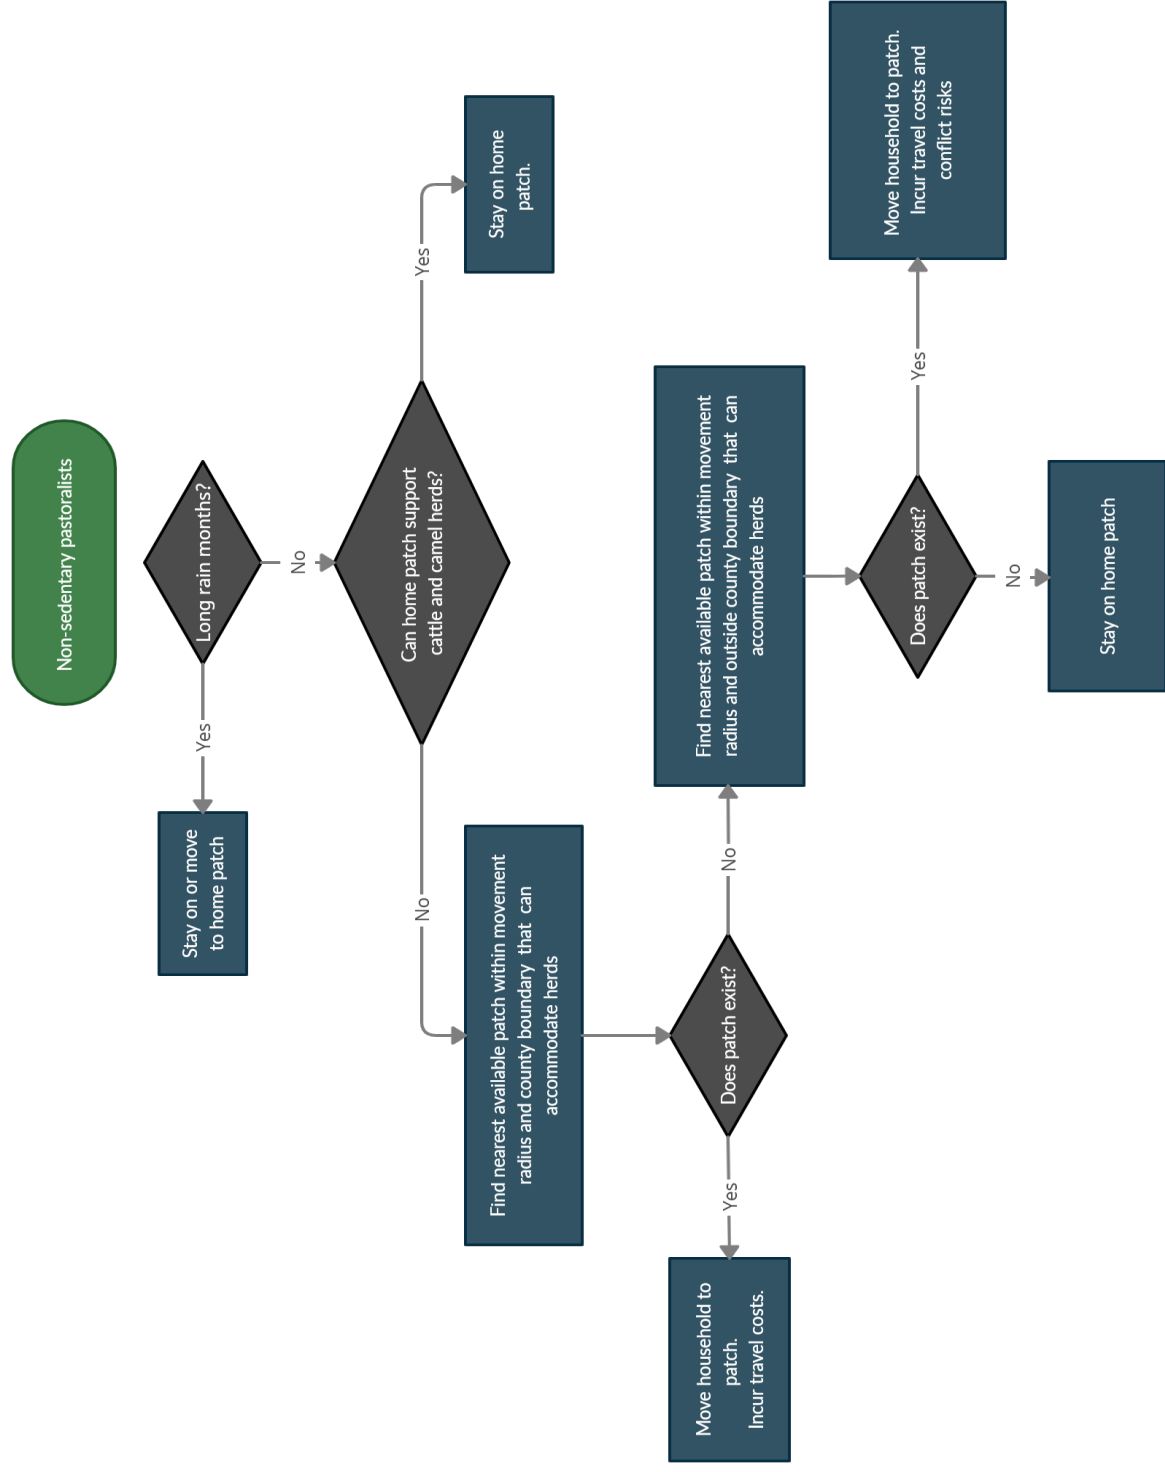 Non-sedentary pastoralists
Long rain months?
Yes
Stay on or move
to home patch
No
Can home patch support
cattle and camel herds?
Yes
Stay on home
patch.
No
Find nearest available patch within movement
radius and county boundary that can
accommodate herds
Does patch exist?
Yes
Move household to
patch.
Incur travel costs.
No
Find nearest available patch within movement
radius and outside county boundary that can
accommodate herds
Does patch exist?
Yes
Move household to patch.
Incur travel costs and
conflict risks
No
Stay on home patch